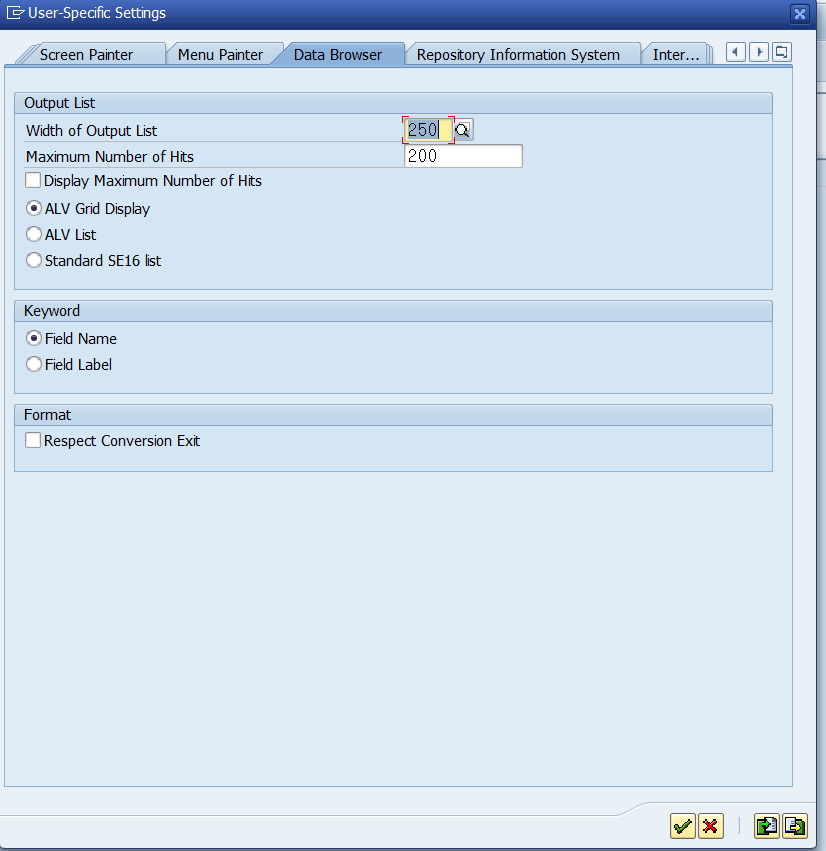 User-Specific Settings
Screen Painter
Menu Painter
Data Browser
Repository Information System
Inter...
Output List
Width of Output List
250
Maximum Number of Hits
200
Display Maximum Number of Hits
ALV Grid Display
ALV List
Standard SE16 list
Keyword
Field Name
Field Label
Format
Respect Conversion Exit